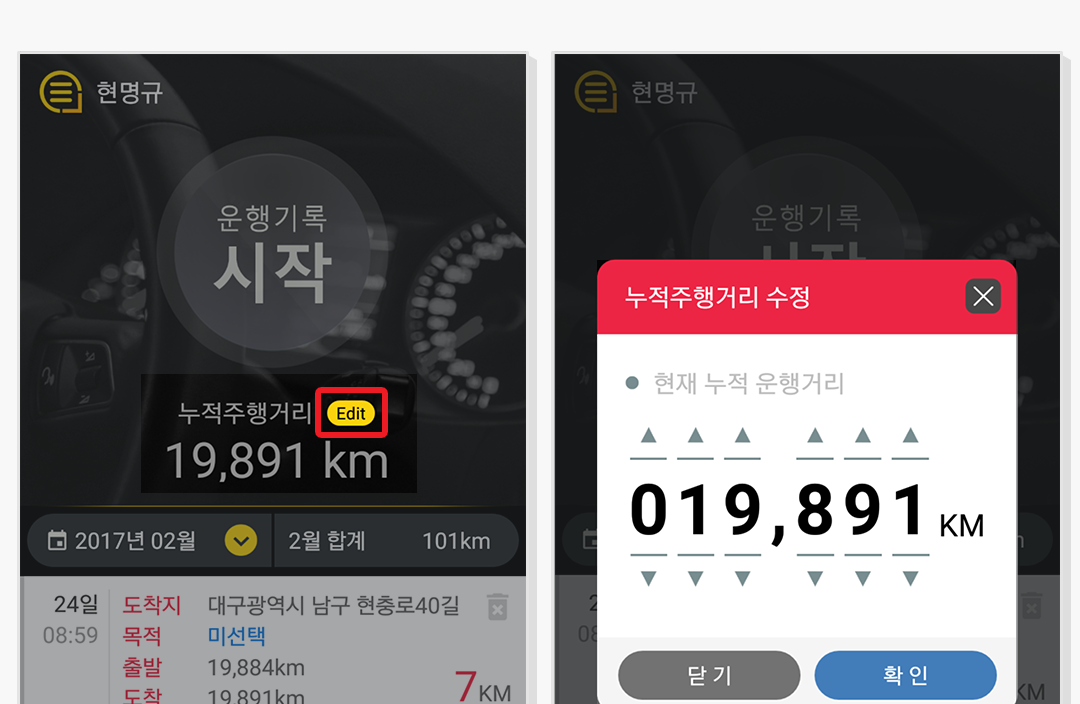 현명규
운행기록
시작
누적주행거리 Edit
19,891 km
2017년 02월
2월 합계 101km
24일 도착지 대구광역시 남구 현충로40길
08:59 목적 미선택
출발 19,884km
도착 19,891km
7KM
현명규
운행기록
시작
누적주행거리 수정
현재 누적 운행거리
019,891 KM
닫기 확인
KM